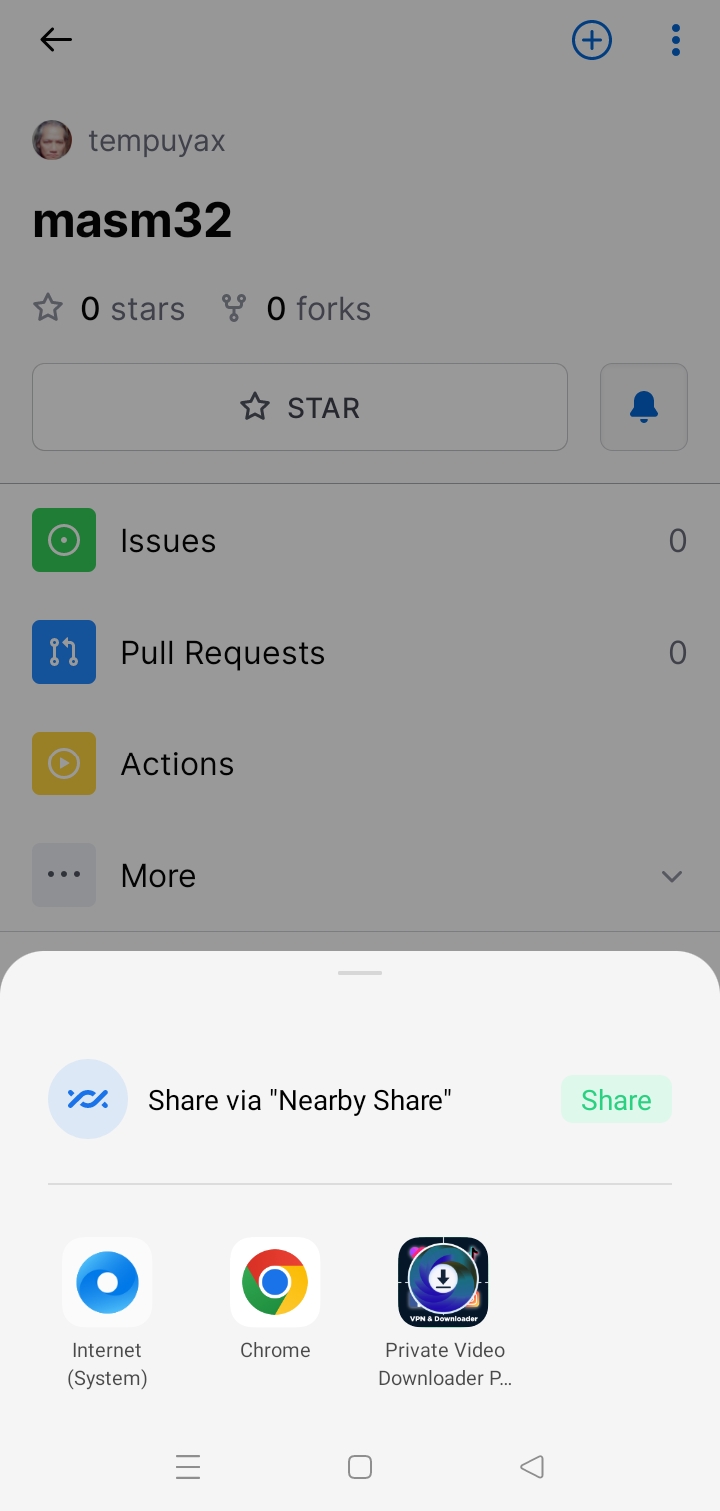 tempuyax
masm32
0 stars 0 forks
STAR
Issues 0
Pull Requests 0
Actions
More
Share via "Nearby Share" Share
VPN & Downloader
Internet
(System)
Chrome
Private Video
Downloader P...